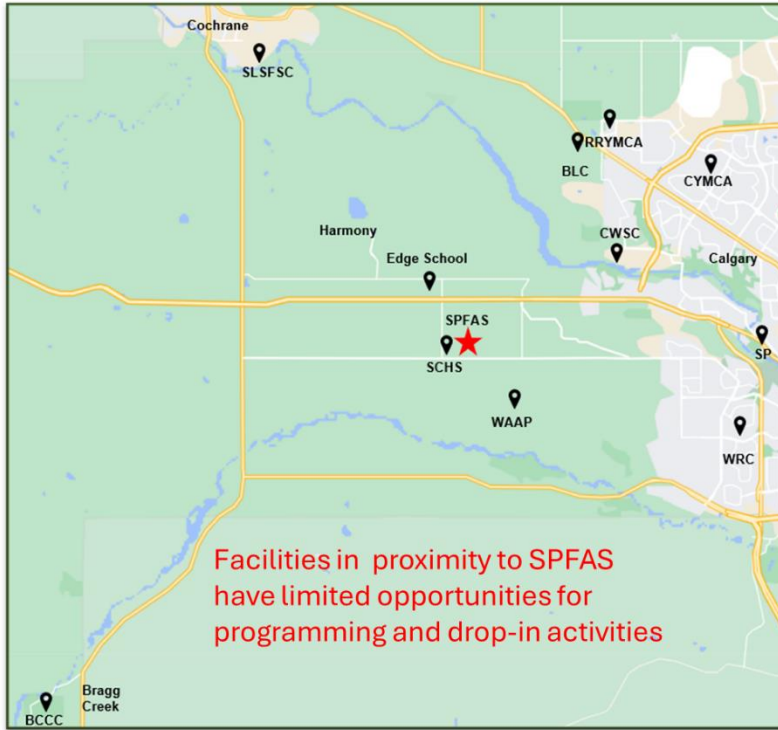 Cochrane
SLSFSC
RRYMCA
BLC
CYMCA
Harmony
CWSC
Edge School
Calgary
SPFAS
SP
SCHS
WAAP
WRC
Facilities in proximity to SPFAS
have limited opportunities for
programming and drop-in activities
Bragg
Creek
BCCC